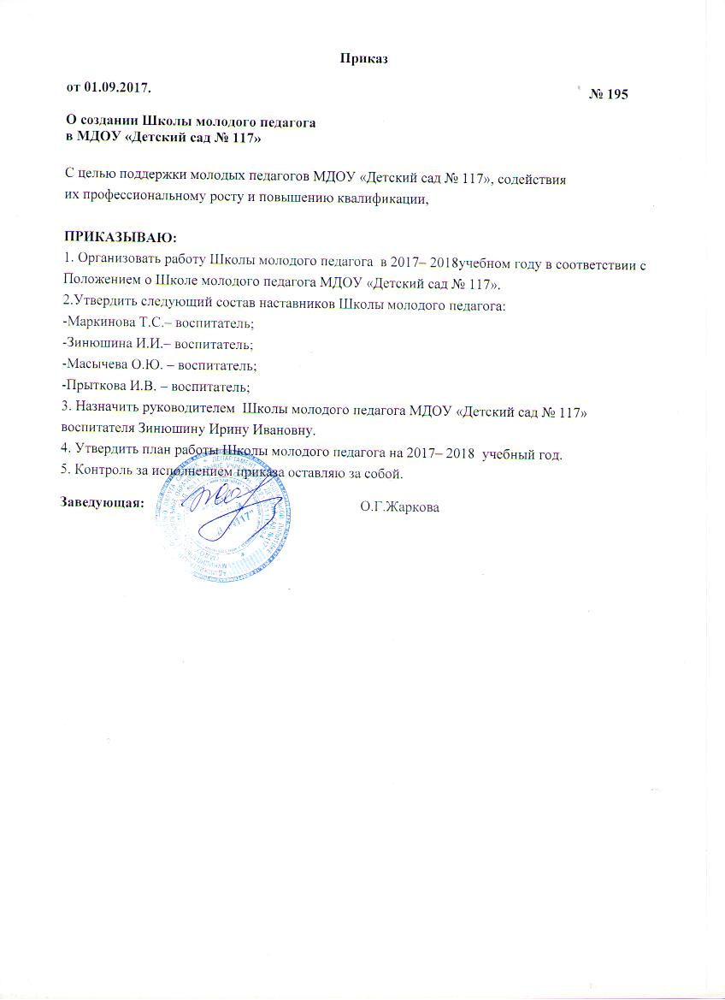 Приказ
от 01.09.2017.
№ 195
О создании Школы молодого педагога
в МДОУ «Детский сад № 117»
С целью поддержки молодых педагогов МДОУ «Детский сад № 117», содействия
их профессиональному росту и повышению квалификации,
ПРИКАЗЫВАЮ:
1. Организовать работу Школы молодого педагога в 2017– 2018учебном году в соответствии с
Положением о Школе молодого педагога МДОУ «Детский сад № 117».
2.Утвердить следующий состав наставников Школы молодого педагога:
-Маркинова Т.С.– воспитатель;
-Зинюшина И.И.– воспитатель;
-Масычева О.Ю. – воспитатель;
-Прыткова И.В. – воспитатель;
3. Назначить руководителем Школы молодого педагога МДОУ «Детский сад № 117»
воспитателя Зинюшину Ирину Ивановну.
4. Утвердить план работы Школы молодого педагога на 2017– 2018 учебный год.
5. Контроль за исполнением приказа оставляю за собой.
Заведующая:
О.Г.Жаркова